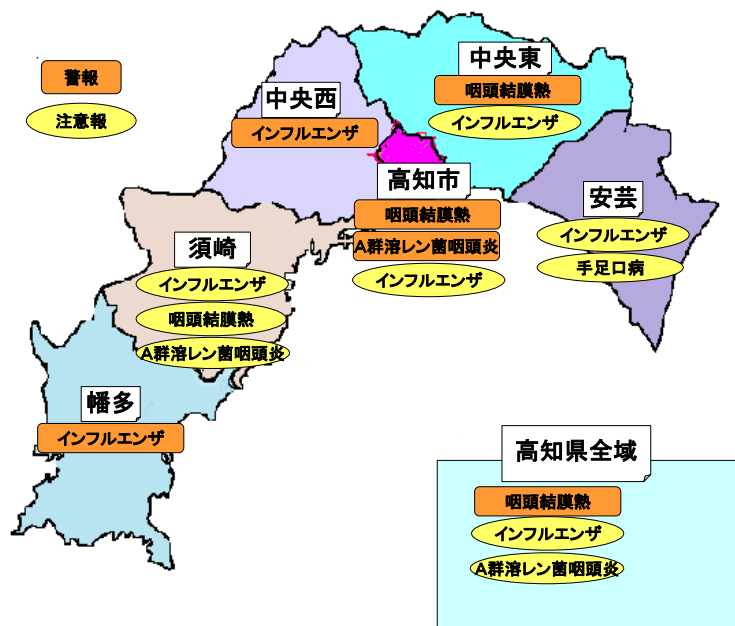 警報
注意報
中央東
咽頭結膜熱
インフルエンザ
中央西
インフルエンザ
高知市
咽頭結膜熱
A群溶レン菌咽頭炎
インフルエンザ
安芸
インフルエンザ
手足口病
須崎
インフルエンザ
咽頭結膜熱
A群溶レン菌咽頭炎
幡多
インフルエンザ
高知県全域
咽頭結膜熱
インフルエンザ
A群溶レン菌咽頭炎